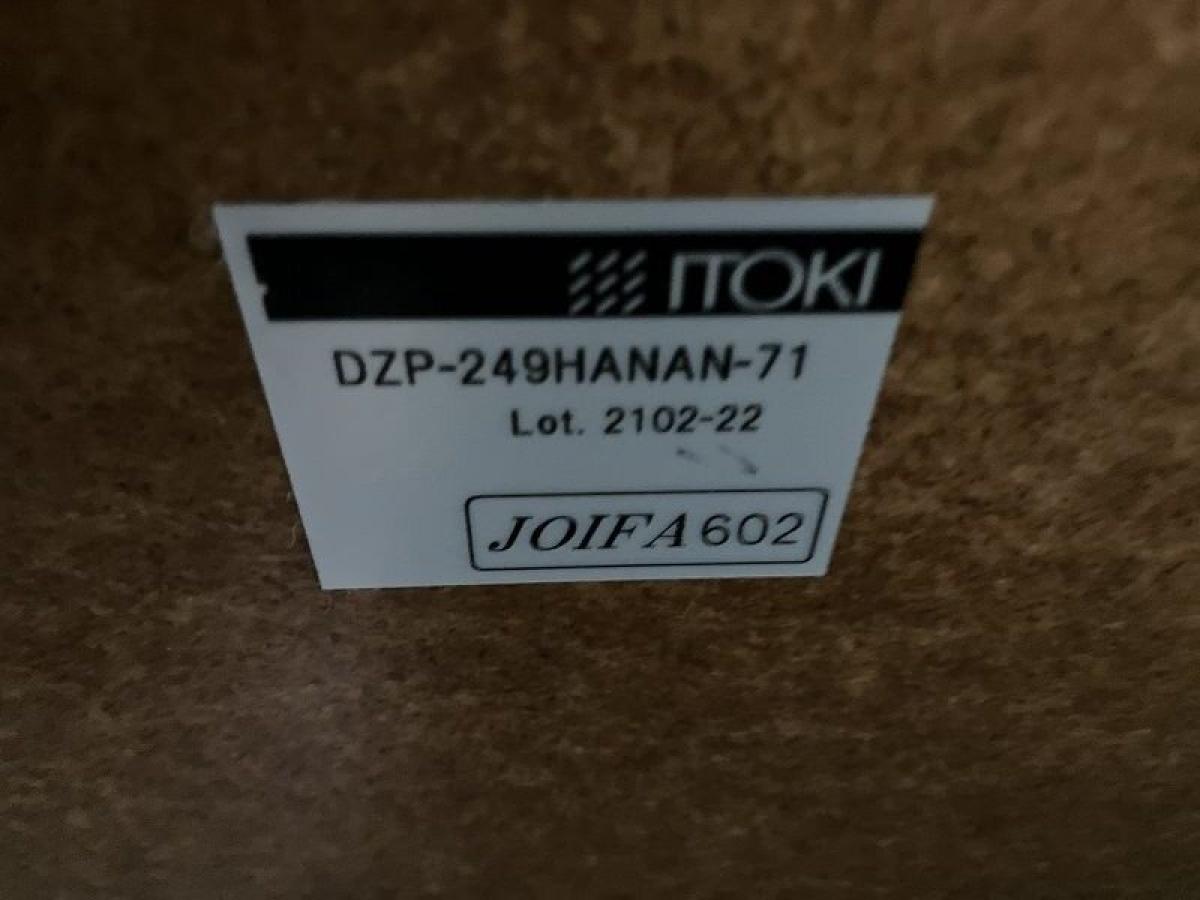 ITOKI
DZP-249HANAN-71
Lot. 2102-22
JOIFA602